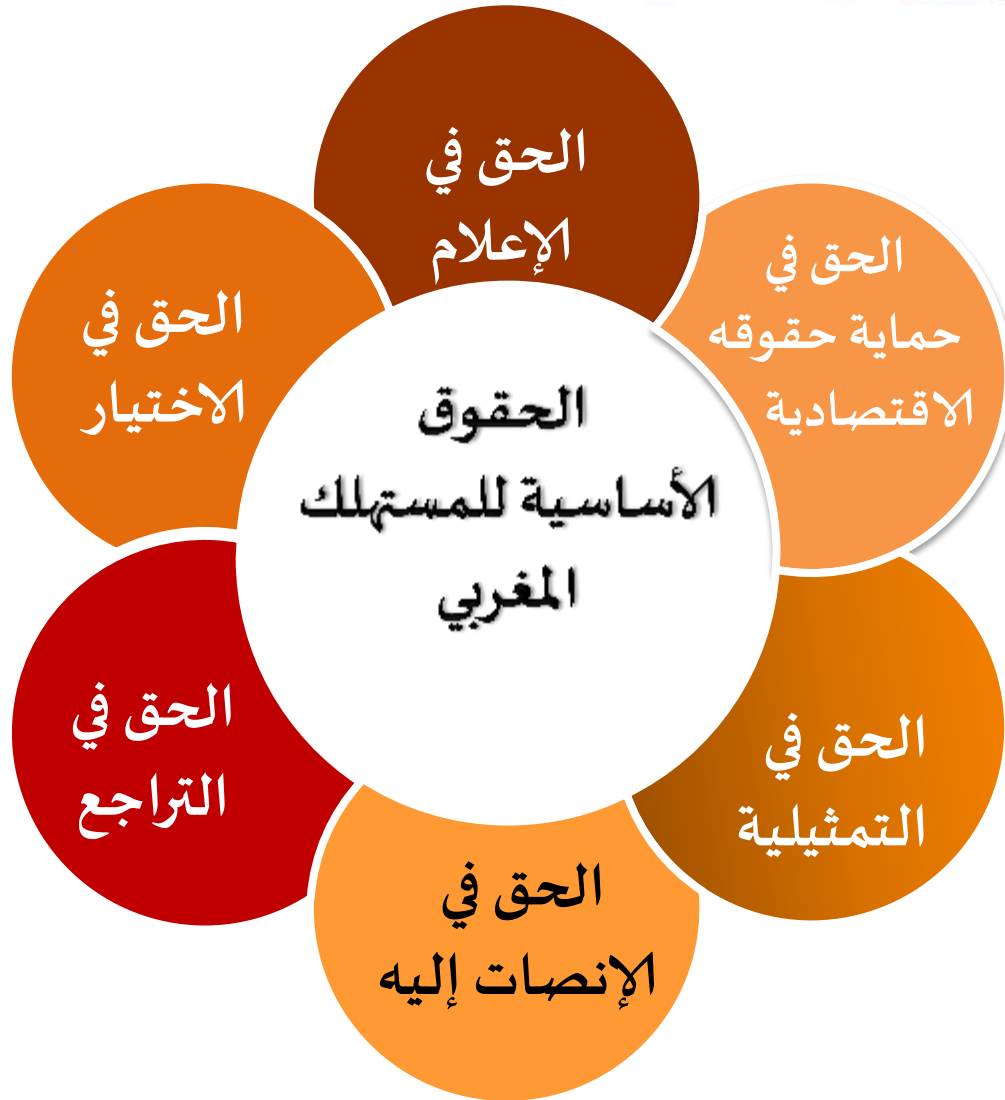 الحقوق
الأساسية للمستهلك
المغربي
الحق في
الإعلام
الحق في
حماية حقوقه
الاقتصادية
الحق في
التمثيلية
الحق في
الإنصات إليه
الحق في
التراجع
الحق في
الاختيار